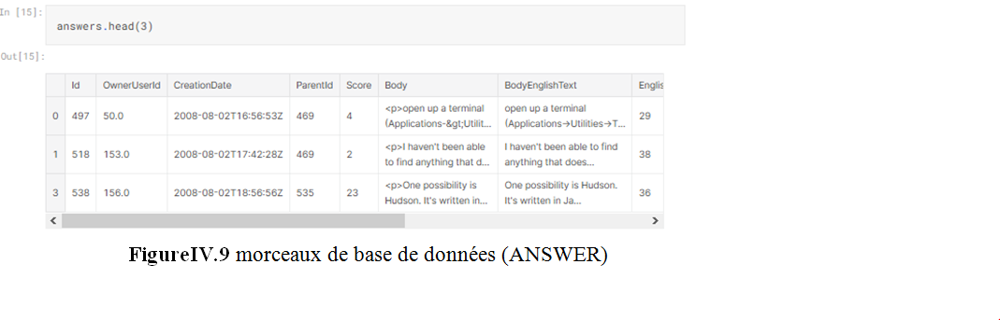 In [15]:
answers.head(3)
Out[15]:
Id OwnerUserId CreationDate ParentId Score Body BodyEnglishText Englis
0 497 50.0 2008-08-02T16:56:53Z 469 4 <p>open up a terminal (Applications-&gt;Utilit... open up a terminal (Applications→Utilities→T... 29
1 518 153.0 2008-08-02T17:42:28Z 469 2 <p>I haven't been able to find anything that d... I haven't been able to find anything that does... 38
3 538 156.0 2008-08-02T18:56:56Z 535 23 <p>One possibility is Hudson. It's written in... One possibility is Hudson. It's written in Ja... 36
FigureIV.9 morceaux de base de données (ANSWER)